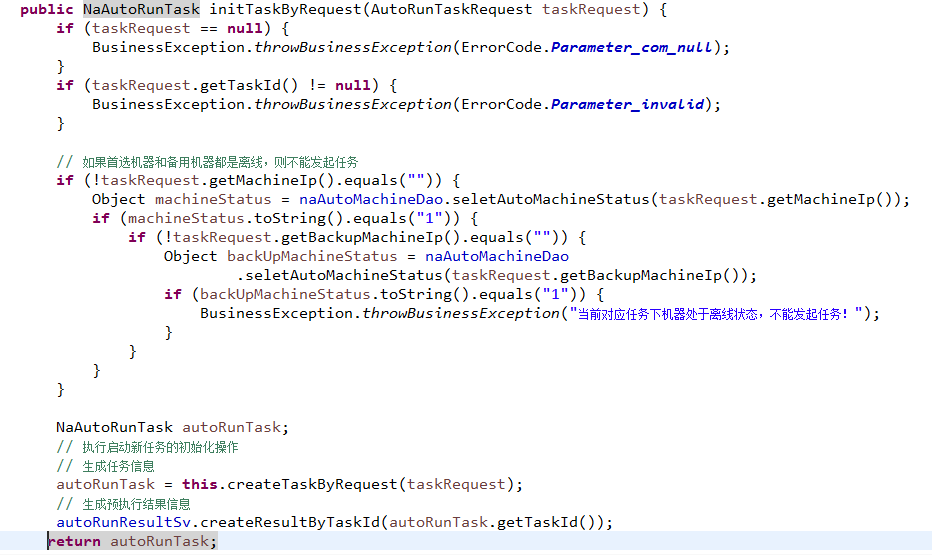 public NaAutoRunTask initTaskByRequest(AutoRunTaskRequest taskRequest) {
if (taskRequest == null) {
BusinessException.throwBusinessException(ErrorCode.Parameter_com_null);
}
if (taskRequest.getTaskId() != null) {
BusinessException.throwBusinessException(ErrorCode.Parameter_invalid);
}
// 如果首选机器和备用机器都是离线，则不能发起任务
if (!taskRequest.getMachineIp().equals("")) {
Object machineStatus = naAutoMachineDao.seletAutoMachineStatus(taskRequest.getMachineIp());
if (machineStatus.toString().equals("1")) {
if (!taskRequest.getBackupMachineIp().equals("")) {
Object backUpMachineStatus = naAutoMachineDao
.seletAutoMachineStatus(taskRequest.getBackupMachineIp());
if (backUpMachineStatus.toString().equals("1")) {
BusinessException.throwBusinessException("当前对应任务下机器处于离线状态，不能发起任务！");
}
}
}
}
NaAutoRunTask autoRunTask;
// 执行启动新任务的初始化操作
// 生成任务信息
autoRunTask = this.createTaskByRequest(taskRequest);
// 生成预执行结果信息
autoRunResultSv.createResultByTaskId(autoRunTask.getTaskId());
return autoRunTask;